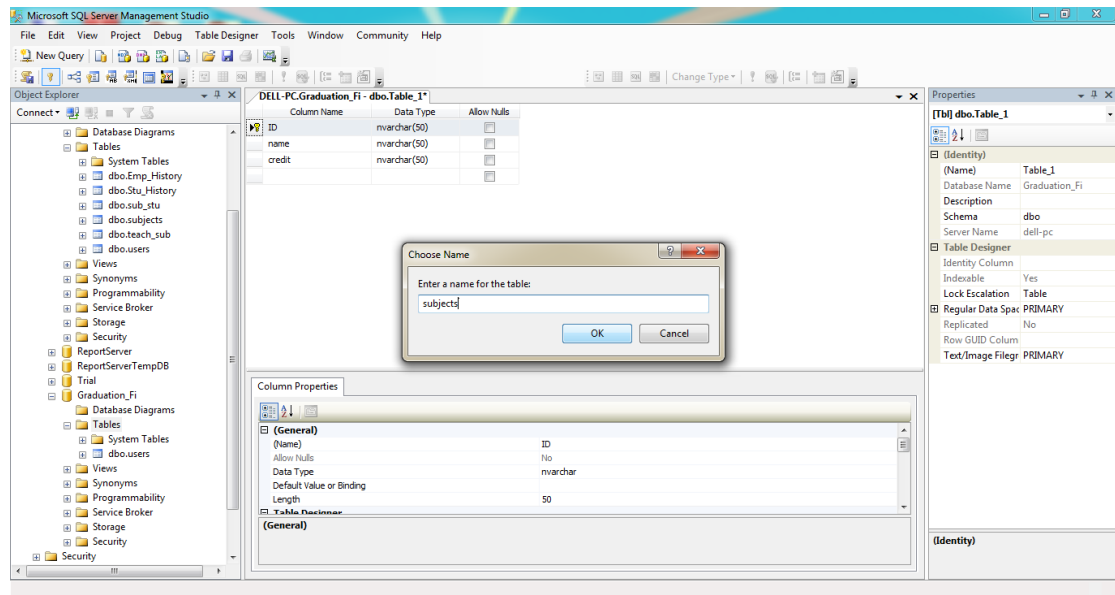 Microsoft SQL Server Management Studio
File Edit View Project Debug Table Designer Tools Window Community Help
New Query
Change Type
Object Explorer
Connect
Database Diagrams
Tables
System Tables
dbo.Emp_History
dbo.Stu_History
dbo.sub_stu
dbo.subjects
dbo.teach_sub
dbo.users
Views
Synonyms
Programmability
Service Broker
Storage
Security
ReportServer
ReportServerTempDB
Trial
Graduation_Fi
Database Diagrams
Tables
System Tables
dbo.users
Views
Synonyms
Programmability
Service Broker
Storage
Security
Security
DELL-PC.Graduation_Fi - dbo.Table_1*
Column Name Data Type Allow Nulls
ID nvarchar(50)
name nvarchar(50)
credit nvarchar(50)
Choose Name
Enter a name for the table:
subjects
OK Cancel
Column Properties
(General)
(Name) ID
Allow Nulls No
Data Type nvarchar
Default Value or Binding
Length 50
Table Designer
(General)
Properties
[Tbl] dbo.Table_1
(Identity)
(Name) Table_1
Database Name Graduation_Fi
Description
Schema dbo
Server Name dell-pc
Table Designer
Identity Column
Indexable Yes
Lock Escalation Table
Regular Data Spac PRIMARY
Replicated No
Row GUID Colum
Text/Image Filegr PRIMARY
(Identity)